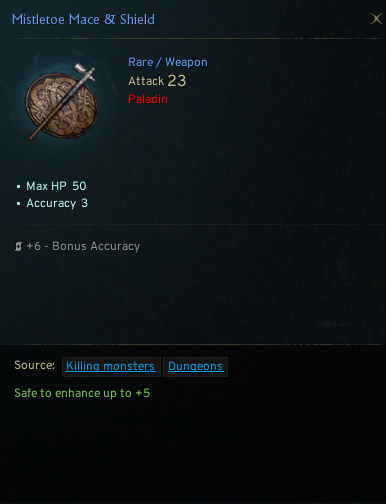 Mistletoe Mace & Shield
Rare / Weapon
Attack 23
Paladin
• Max HP 50
• Accuracy 3
+6 - Bonus Accuracy
Source: Killing monsters Dungeons
Safe to enhance up to +5